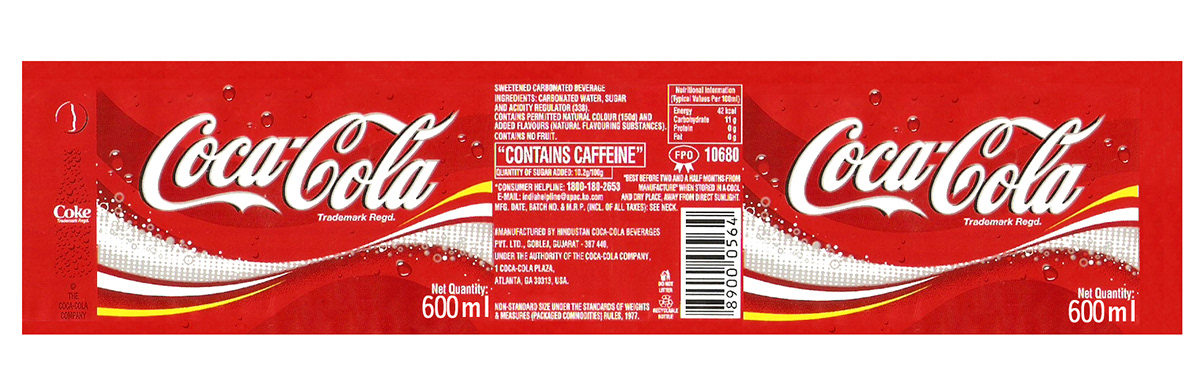 Coke
Trademark Regd.
©
THE
COCA-COLA
COMPANY
Coca-Cola
Trademark Regd.
Net Quantity:
600 ml
SWEETENED CARBONATED BEVERAGE
INGREDIENTS: CARBONATED WATER, SUGAR
AND ACIDITY REGULATOR (338).
CONTAINS PERMITTED NATURAL COLOUR (150d) AND
ADDED FLAVOURS (NATURAL FLAVOURING SUBSTANCES).
CONTAINS NO FRUIT.
"CONTAINS CAFFEINE"
QUANTITY OF SUGAR ADDED: 10.2g/100g
*CONSUMER HELPLINE: 1800-180-2653
E-MAIL: indiahelpline@apac.ko.com
MFG. DATE, BATCH NO. & M.R.P. (INCL. OF ALL TAXES): SEE NECK.
MANUFACTURED BY HINDUSTAN COCA-COLA BEVERAGES
PVT. LTD., GOBLEJ, GUJARAT - 387 440,
UNDER THE AUTHORITY OF THE COCA-COLA COMPANY,
1 COCA-COLA PLAZA,
ATLANTA, GA 30313, USA.
NON-STANDARD SIZE UNDER THE STANDARDS OF WEIGHTS
& MEASURES (PACKAGED COMMODITIES) RULES, 1977.
Nutritional Information
(Typical Values Per 100ml)
Energy 42 kcal
Carbohydrate 11 g
Protein 0 g
Fat 0 g
FPO 10680
*BEST BEFORE TWO AND A HALF MONTHS FROM
MANUFACTURE* WHEN STORED IN A COOL
AND DRY PLACE, AWAY FROM DIRECT SUNLIGHT.
DO NOT
LITTER
RECYCLABLE
BOTTLE
8900 0564
Coca-Cola
Trademark Regd.
Net Quantity:
600 ml